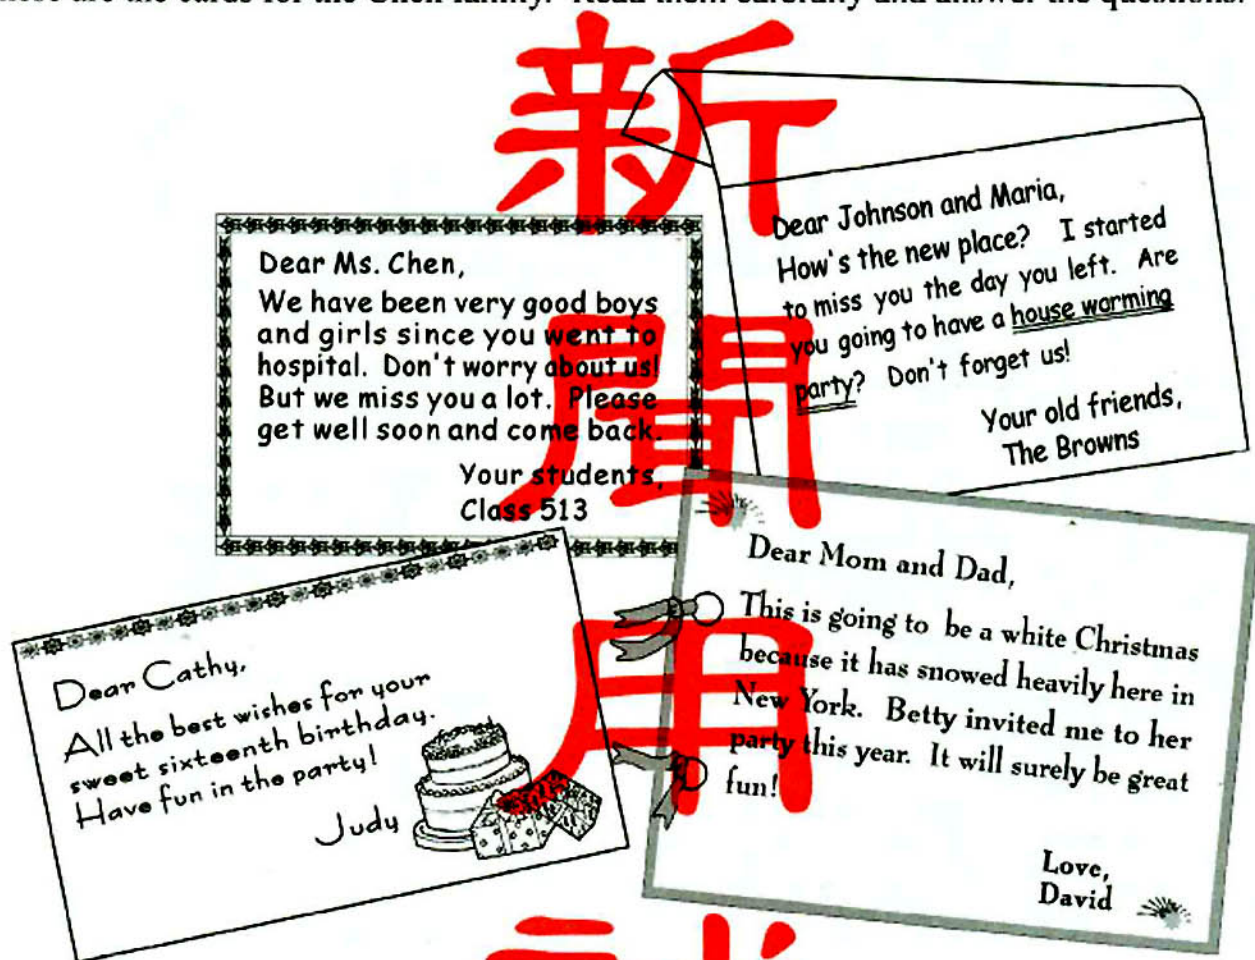 These are the cards for the Chen family. Read them carefully and answer the questions.
新
聞
用
Dear Ms. Chen,
We have been very good boys
and girls since you went to
hospital. Don't worry about us!
But we miss you a lot. Please
get well soon and come back.
Your students,
Class 513
Dear Johnson and Maria,
How's the new place? I started
to miss you the day you left. Are
you going to have a house worming
party? Don't forget us!
Your old friends,
The Browns
Dear Cathy,
All the best wishes for your
sweet sixteenth birthday.
Have fun in the party!
Judy
Dear Mom and Dad,
This is going to be a white Christmas
because it has snowed heavily here in
New York. Betty invited me to her
party this year. It will surely be great
fun!
Love,
David